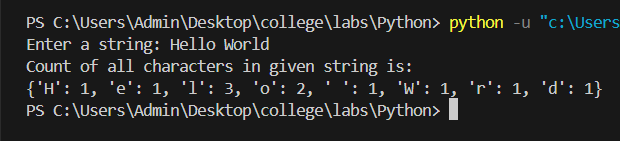 PS C:\Users\Admin\Desktop\college\labs\Python> python -u "c:\Users
Enter a string: Hello World
Count of all characters in given string is:
{'H': 1, 'e': 1, 'l': 3, 'o': 2, ' ': 1, 'W': 1, 'r': 1, 'd': 1}
PS C:\Users\Admin\Desktop\college\labs\Python>